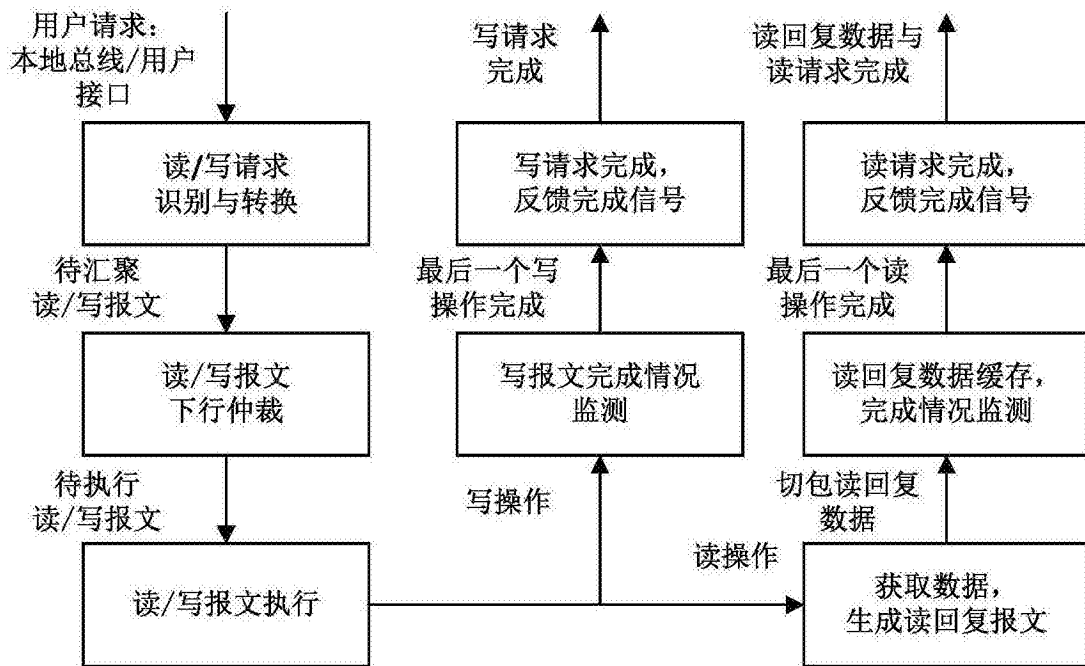 用户请求：
本地总线/用户
接口
读/写请求
识别与转换
待汇聚
读/写报文
读/写报文
下行仲裁
待执行
读/写报文
读/写报文执行
写请求
完成
写请求完成，
反馈完成信号
最后一个写
操作完成
写报文完成情况
监测
写操作
读回复数据与
读请求完成
读请求完成，
反馈完成信号
最后一个读
操作完成
读回复数据缓存，
完成情况监测
切包读回复
数据
读操作
获取数据，
生成读回复报文